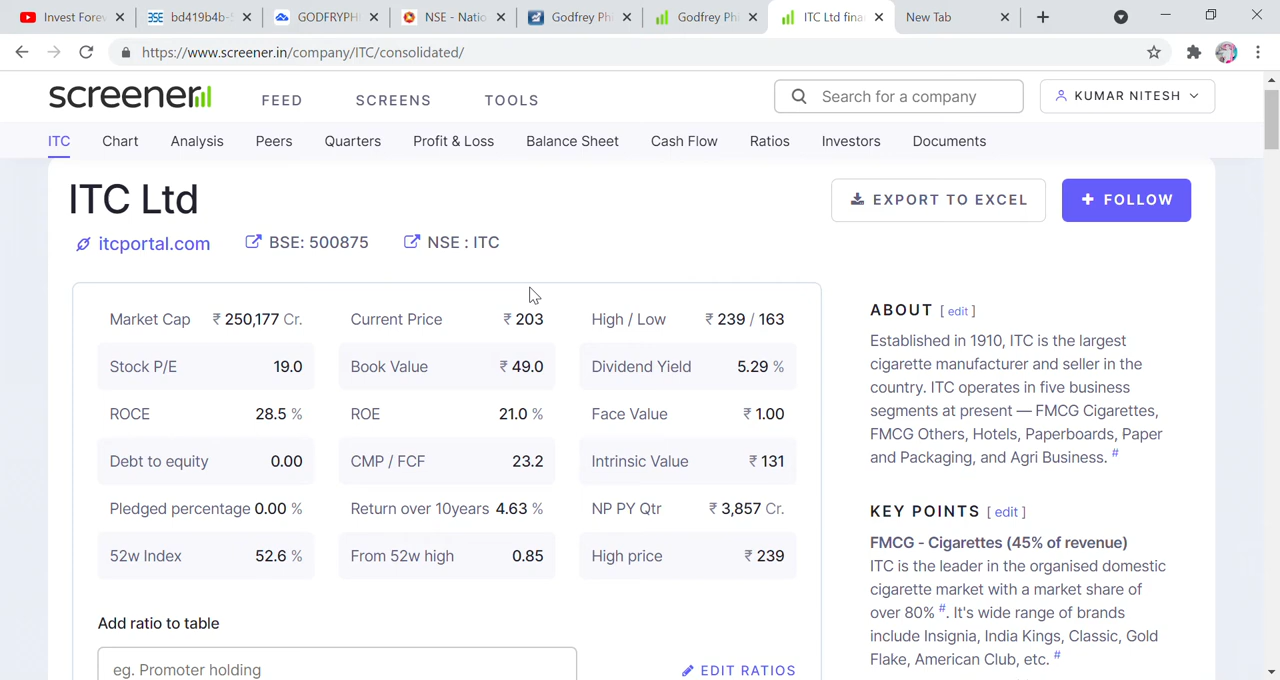 Invest Forev
bd419b4b-5
GODFRYPHI
NSE - Natio
Godfrey Phi
Godfrey Phi
ITC Ltd fina
New Tab
https://www.screener.in/company/ITC/consolidated/
screener
FEED
SCREENS
TOOLS
Search for a company
KUMAR NITESH
ITC Chart Analysis Peers Quarters Profit & Loss Balance Sheet Cash Flow Ratios Investors Documents
ITC Ltd
EXPORT TO EXCEL
+ FOLLOW
itcportal.com
BSE: 500875
NSE : ITC
Market Cap ₹ 250,177 Cr.
Current Price ₹ 203
High / Low ₹ 239 / 163
Stock P/E 19.0
Book Value ₹ 49.0
Dividend Yield 5.29 %
ROCE 28.5 %
ROE 21.0 %
Face Value ₹ 1.00
Debt to equity 0.00
CMP / FCF 23.2
Intrinsic Value ₹ 131
Pledged percentage 0.00 %
Return over 10years 4.63 %
NP PY Qtr ₹ 3,857 Cr.
52w Index 52.6 %
From 52w high 0.85
High price ₹ 239
Add ratio to table
eg. Promoter holding
EDIT RATIOS
ABOUT [ edit ]
Established in 1910, ITC is the largest
cigarette manufacturer and seller in the
country. ITC operates in five business
segments at present — FMCG Cigarettes,
FMCG Others, Hotels, Paperboards, Paper
and Packaging, and Agri Business. #
KEY POINTS [ edit ]
FMCG - Cigarettes (45% of revenue)
ITC is the leader in the organised domestic
cigarette market with a market share of
over 80% #. It's wide range of brands
include Insignia, India Kings, Classic, Gold
Flake, American Club, etc. #